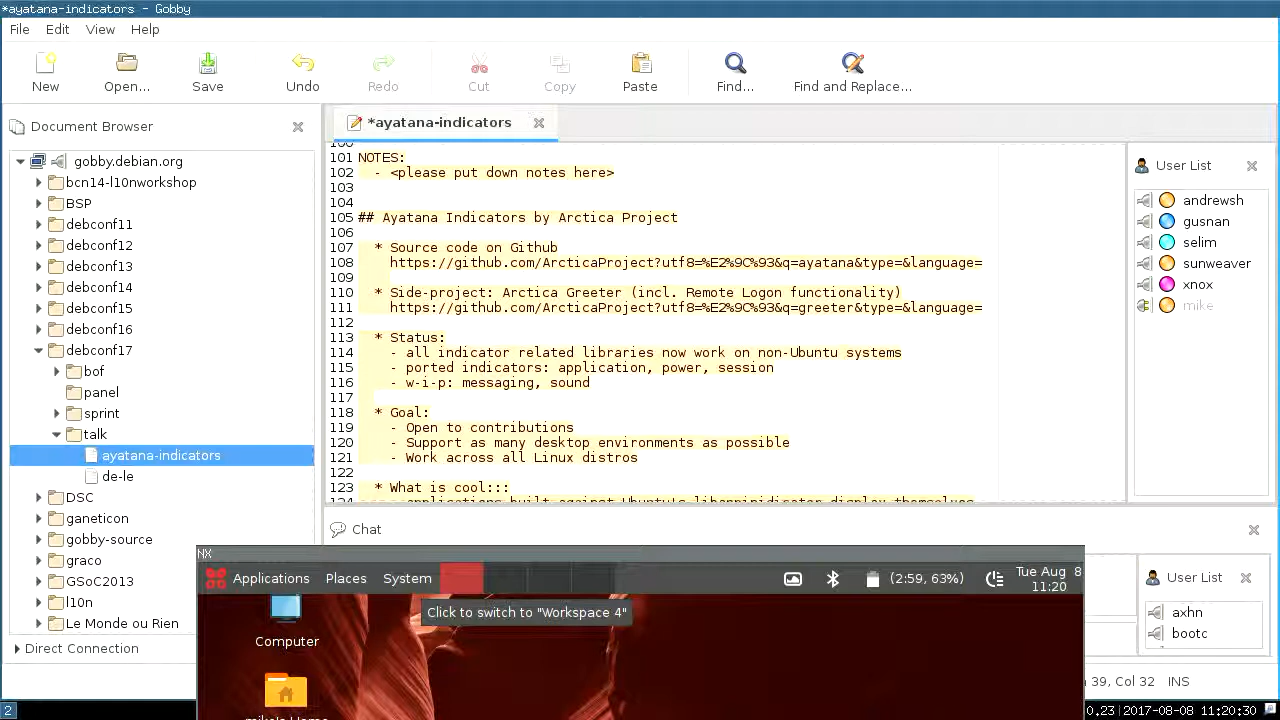 *ayatana-indicators - Gobby
File Edit View Help
New Open... Save Undo Redo Cut Copy Paste Find... Find and Replace...
Document Browser
gobby.debian.org
bcn14-l10nworkshop
BSP
debconf11
debconf12
debconf13
debconf14
debconf15
debconf16
debconf17
bof
panel
sprint
talk
ayatana-indicators
de-le
DSC
ganeticon
gobby-source
graco
GSoC2013
l10n
Le Monde ou Rien
Direct Connection
*ayatana-indicators
100
101 NOTES:
102 - <please put down notes here>
103
104
105 ## Ayatana Indicators by Arctica Project
106
107 * Source code on Github
108 https://github.com/ArcticaProject?utf8=%E2%9C%93&q=ayatana&type=&language=
109
110 * Side-project: Arctica Greeter (incl. Remote Logon functionality)
111 https://github.com/ArcticaProject?utf8=%E2%9C%93&q=greeter&type=&language=
112
113 * Status:
114 - all indicator related libraries now work on non-Ubuntu systems
115 - ported indicators: application, power, session
116 - w-i-p: messaging, sound
117
118 * Goal:
119 - Open to contributions
120 - Support as many desktop environments as possible
121 - Work across all Linux distros
122
123 * What is cool:::
124
User List
andrewsh
gusnan
selim
sunweaver
xnox
mike
Chat
User List
axhn
bootc
39, Col 32 INS
NX
Applications Places System (2:59, 63%) Tue Aug 8
11:20
Click to switch to "Workspace 4"
Computer
mike's Home
2
0.23|2017-08-08 11:20:30